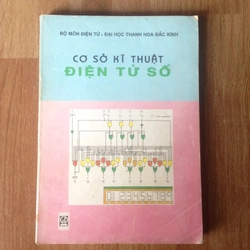 BỘ MÔN ĐIỆN TỬ - ĐẠI HỌC THANH HOA BẮC KINH
CƠ SỞ KĨ THUẬT
ĐIỆN TỬ SỐ